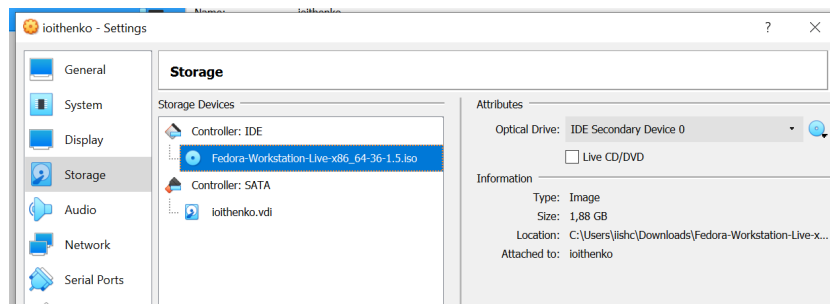 Name: ioithenko
ioithenko - Settings
?
General
System
Display
Storage
Audio
Network
Serial Ports
Storage
Storage Devices
Controller: IDE
Fedora-Workstation-Live-x86_64-36-1.5.iso
Controller: SATA
ioithenko.vdi
Attributes
Optical Drive: IDE Secondary Device 0
Live CD/DVD
Information
Type: Image
Size: 1,88 GB
Location: C:\Users\iishc\Downloads\Fedora-Workstation-Live-x...
Attached to: ioithenko